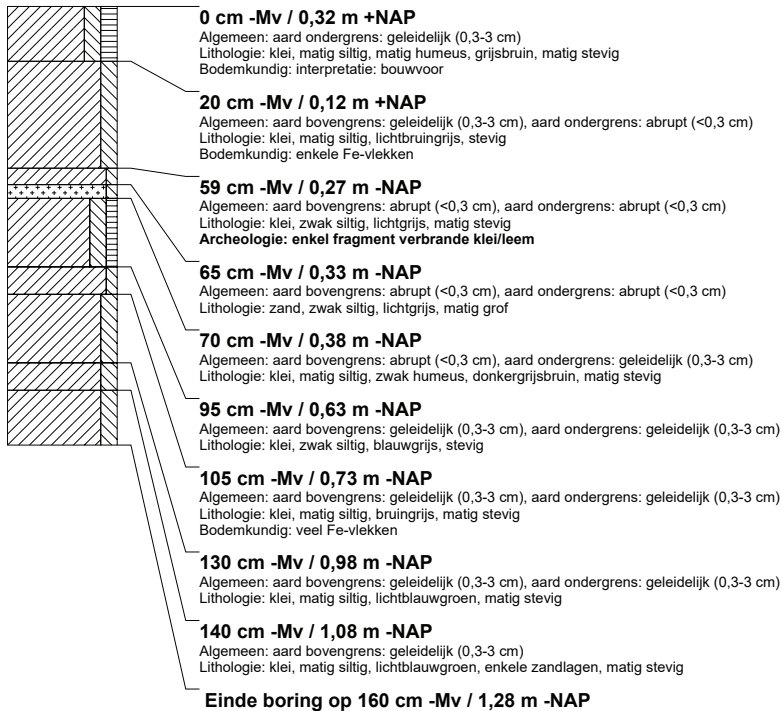 0 cm -Mv / 0,32 m +NAP
Algemeen: aard ondergrens: geleidelijk (0,3-3 cm)
Lithologie: klei, matig siltig, matig humeus, grijsbruin, matig stevig
Bodemkundig: interpretatie: bouwvoor
20 cm -Mv / 0,12 m +NAP
Algemeen: aard bovengrens: geleidelijk (0,3-3 cm), aard ondergrens: abrupt (<0,3 cm)
Lithologie: klei, matig siltig, lichtbruingrijs, stevig
Bodemkundig: enkele Fe-vlekken
59 cm -Mv / 0,27 m -NAP
Algemeen: aard bovengrens: abrupt (<0,3 cm), aard ondergrens: abrupt (<0,3 cm)
Lithologie: klei, zwak siltig, lichtgrijs, matig stevig
Archeologie: enkel fragment verbrande klei/leem
65 cm -Mv / 0,33 m -NAP
Algemeen: aard bovengrens: abrupt (<0,3 cm), aard ondergrens: abrupt (<0,3 cm)
Lithologie: zand, zwak siltig, lichtgrijs, matig grof
70 cm -Mv / 0,38 m -NAP
Algemeen: aard bovengrens: abrupt (<0,3 cm), aard ondergrens: geleidelijk (0,3-3 cm)
Lithologie: klei, matig siltig, zwak humeus, donkergrijsbruin, matig stevig
95 cm -Mv / 0,63 m -NAP
Algemeen: aard bovengrens: geleidelijk (0,3-3 cm), aard ondergrens: geleidelijk (0,3-3 cm)
Lithologie: klei, zwak siltig, blauwgrijs, stevig
105 cm -Mv / 0,73 m -NAP
Algemeen: aard bovengrens: geleidelijk (0,3-3 cm), aard ondergrens: geleidelijk (0,3-3 cm)
Lithologie: klei, matig siltig, bruingrijs, matig stevig
Bodemkundig: veel Fe-vlekken
130 cm -Mv / 0,98 m -NAP
Algemeen: aard bovengrens: geleidelijk (0,3-3 cm), aard ondergrens: geleidelijk (0,3-3 cm)
Lithologie: klei, matig siltig, lichtblauwgroen, matig stevig
140 cm -Mv / 1,08 m -NAP
Algemeen: aard bovengrens: geleidelijk (0,3-3 cm)
Lithologie: klei, matig siltig, lichtblauwgroen, enkele zandlagen, matig stevig
Einde boring op 160 cm -Mv / 1,28 m -NAP